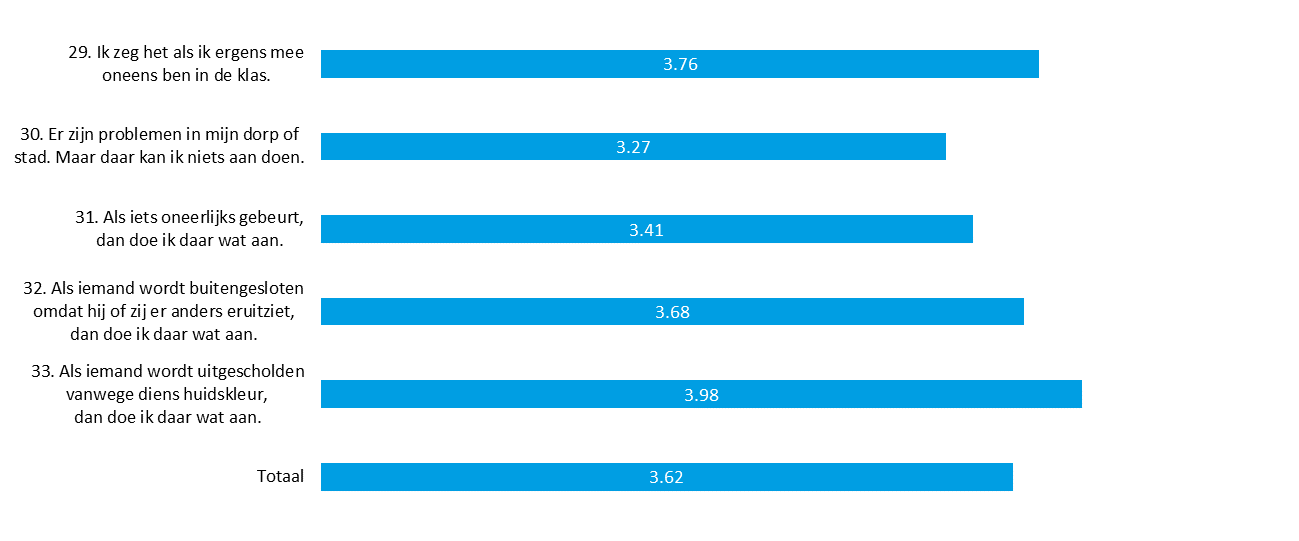 29. Ik zeg het als ik ergens mee
oneens ben in de klas.
3.76
30. Er zijn problemen in mijn dorp of
stad. Maar daar kan ik niets aan doen.
3.27
31. Als iets oneerlijks gebeurt,
dan doe ik daar wat aan.
3.41
32. Als iemand wordt buitengesloten
omdat hij of zij er anders eruitziet,
dan doe ik daar wat aan.
3.68
33. Als iemand wordt uitgescholden
vanwege diens huidskleur,
dan doe ik daar wat aan.
3.98
Totaal
3.62